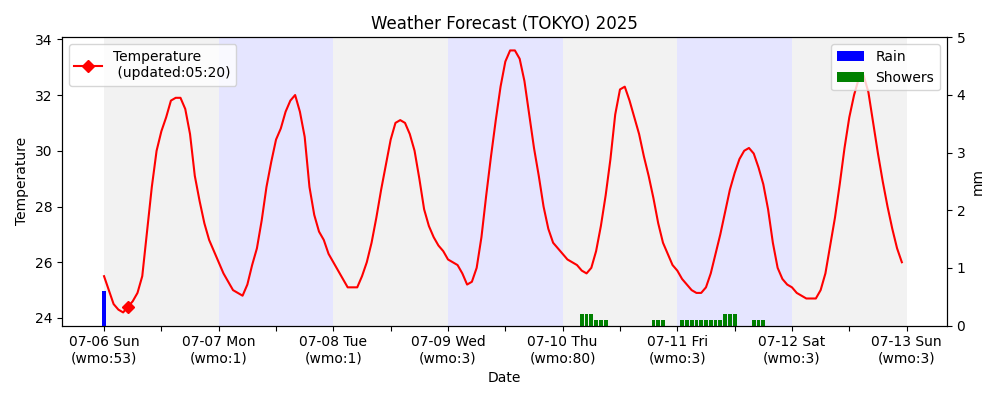 Weather Forecast (TOKYO) 2025
Temperature
(updated:05:20)
Rain
Showers
34
32
30
28
26
24
Temperature
5
4
3
2
1
0
mm
07-06 Sun
(wmo:53)
07-07 Mon
(wmo:1)
07-08 Tue
(wmo:1)
07-09 Wed
(wmo:3)
07-10 Thu
(wmo:80)
07-11 Fri
(wmo:3)
07-12 Sat
(wmo:3)
07-13 Sun
(wmo:3)
Date